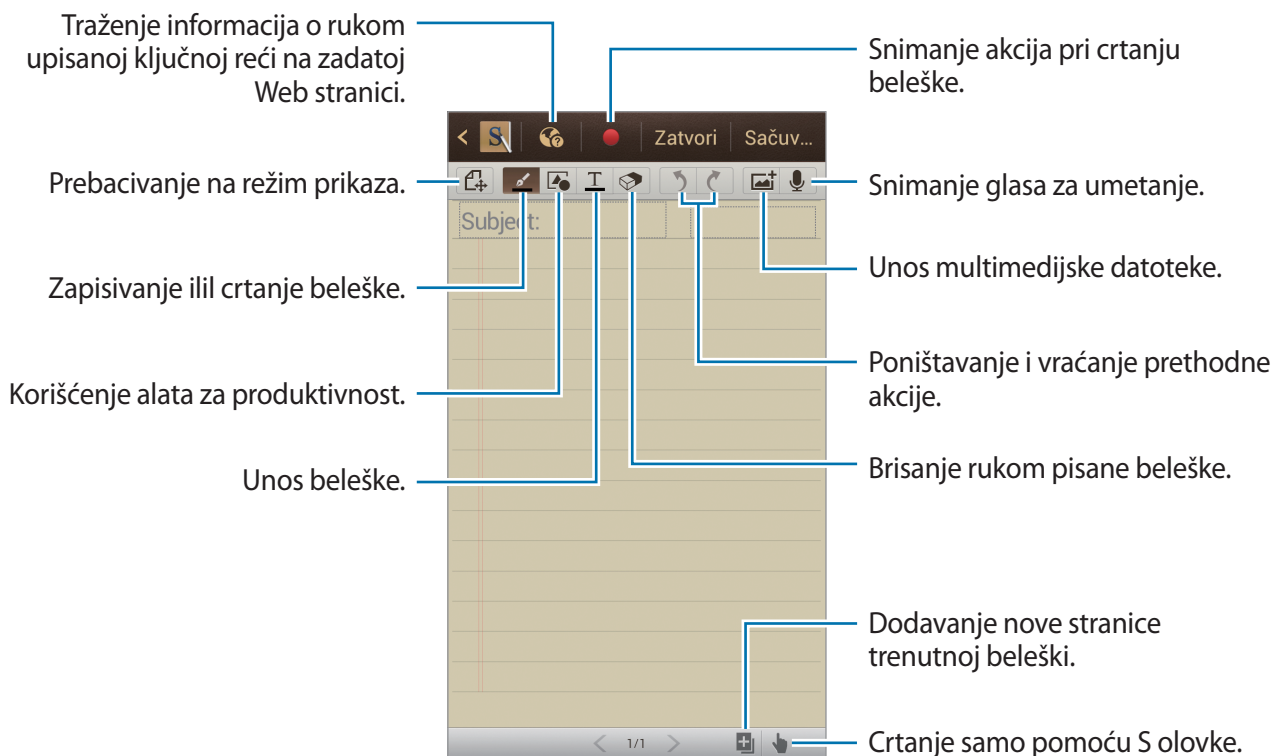 Traženje informacija o rukom
upisanoj ključnoj reći na zadatoj
Web stranici.
Snimanje akcija pri crtanju
beleške.
S
Zatvori
Sačuv...
Prebacivanje na režim prikaza.
T
Snimanje glasa za umetanje.
Subject:
Zapisivanje ilil crtanje beleške.
Unos multimedijske datoteke.
Korišćenje alata za produktivnost.
Poništavanje i vraćanje prethodne
akcije.
Unos beleške.
Brisanje rukom pisane beleške.
Dodavanje nove stranice
trenutnoj beleški.
1/1
Crtanje samo pomoću S olovke.